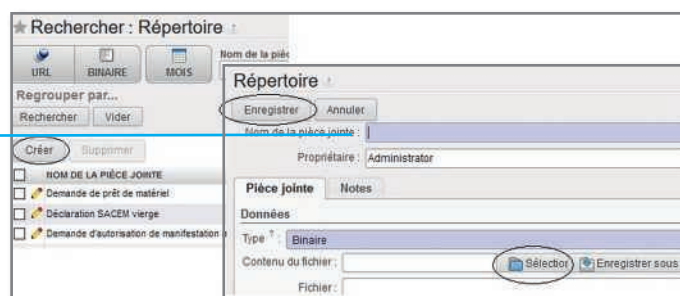 Rechercher : Répertoire
URL
BINAIRE
MOIS
Nom de la pièc
Regrouper par...
Rechercher
Vider
Créer
Supprimer
NOM DE LA PIÈCE JOINTE
Demande de prêt de matériel
Déclaration SACEM vierge
Demande d'autorisation de manifestation
Répertoire
Enregistrer
Annuler
Nom de la pièce jointe :
Propriétaire : Administrator
Pièce jointe
Notes
Données
Type ? : Binaire
Contenu du fichier :
Sélection
Enregistrer sous
Fichier :